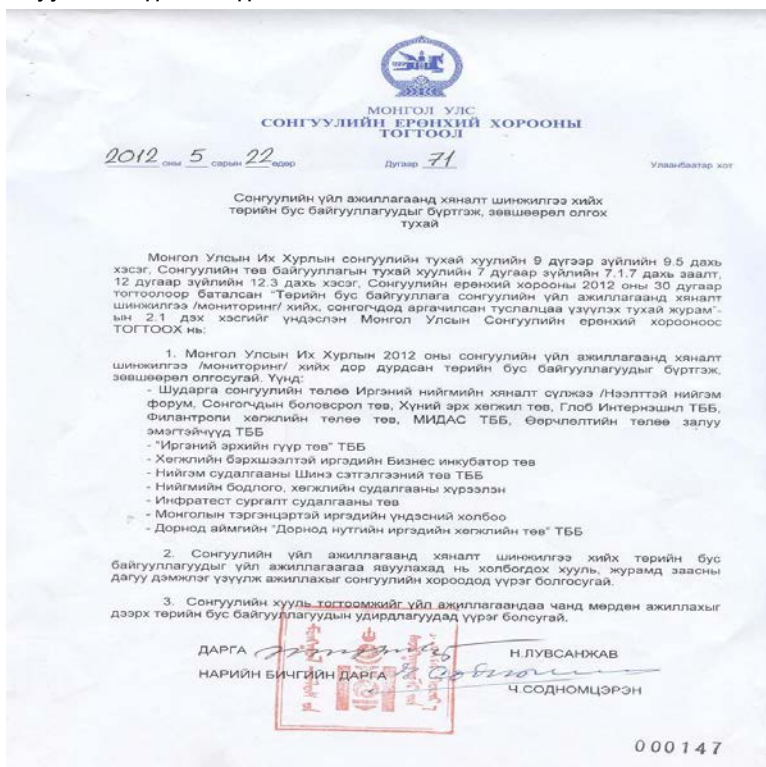 МОНГОЛ УЛС
СОНГУУЛИЙН ЕРӨНХИЙ ХОРООНЫ
ТОГТООЛ
2012 оны 5 сарын 22 өдөр Дугаар 71 Улаанбаатар хот
Сонгуулийн үйл ажиллагаанд хяналт шинжилгээ хийх
төрийн бус байгууллагуудыг бүртгэж, зөвшөөрөл олгох
тухай
Монгол Улсын Их Хурлын сонгуулийн тухай хуулийн 9 дүгээр зүйлийн 9.5 дахь
хэсэг, Сонгуулийн төв байгууллагын тухай хуулийн 7 дугаар зүйлийн 7.1.7 дахь заалт,
12 дугаар зүйлийн 12.3 дахь хэсэг, Сонгуулийн ерөнхий хорооны 2012 оны 30 дугаар
тогтоолоор баталсан "Төрийн бус байгууллага сонгуулийн үйл ажиллагаанд хяналт
шинжилгээ /мониторинг/ хийх, сонгогчдод аргачилсан туслалцаа үзүүлэх тухай журам"-
ын 2.1 дэх хэсгийг үндэслэн Монгол Улсын Сонгуулийн ерөнхий хорооноос
ТОГТООХ нь:
1. Монгол Улсын Их Хурлын 2012 оны сонгуулийн үйл ажиллагаанд хяналт
шинжилгээ /мониторинг/ хийх дор дурдсан төрийн бус байгууллагуудыг бүртгэж,
зөвшөөрөл олгосугай. Үүнд:
- Шударга сонгуулийн төлөө Иргэний нийгмийн хяналт сүлжээ /Нээлттэй нийгэм
форум, Сонгогчдын боловсрол төв, Хүний эрх хөгжил төв, Глоб Интернэшнл ТББ,
Филантропи хөгжлийн төлөө төв, МИДАС ТББ, Өөрчлөлтийн төлөө залуу
эмэгтэйчүүд ТББ
- "Иргэний эрхийн гүүр төв" ТББ
- Хөгжлийн бэрхшээлтэй иргэдийн Бизнес инкубатор төв
- Нийгэм судалгааны Шинэ сэтгэлгээний төв ТББ
- Нийгмийн бодлого, хөгжлийн судалгааны хүрээлэн
- Инфратест сургалт судалгааны төв
- Монголын тэргэнцэртэй иргэдийн үндэсний холбоо
- Дорнод аймгийн "Дорнод нутгийн иргэдийн хөгжлийн төв" ТББ
2. Сонгуулийн үйл ажиллагаанд хяналт шинжилгээ хийх төрийн бус
байгууллагуудыг үйл ажиллагаагаа явуулахад нь холбогдох хууль, журамд заасны
дагуу дэмжлэг үзүүлж ажиллахыг сонгуулийн хороодод үүрэг болгосугай.
3. Сонгуулийн хууль тогтоомжийг үйл ажиллагаандаа чанд мөрдөн ажиллахыг
дээрх төрийн бус байгууллагуудын удирдлагуудад үүрэг болсугай.
ДАРГА Н.ЛУВСАНЖАВ
НАРИЙН БИЧГИЙН ДАРГА
Ч.СОДНОМЦЭРЭН
000147